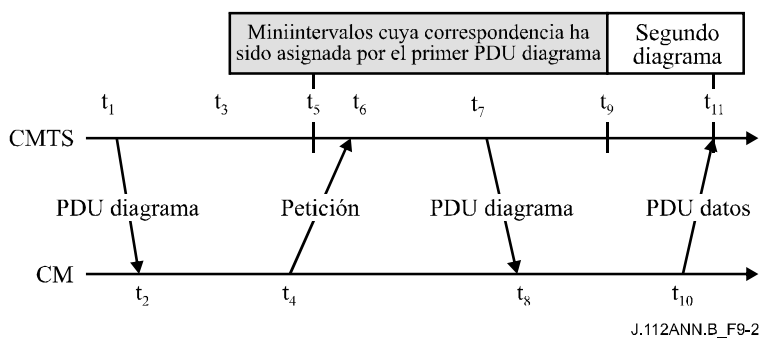 Miniintervalos cuya correspondencia ha
sido asignada por el primer PDU diagrama
Segundo
diagrama
t1 t3 t5 t6 t7 t9 t11
CMTS
PDU diagrama Petición PDU diagrama PDU datos
CM
t2 t4 t8 t10
J.112ANN.B_F9-2